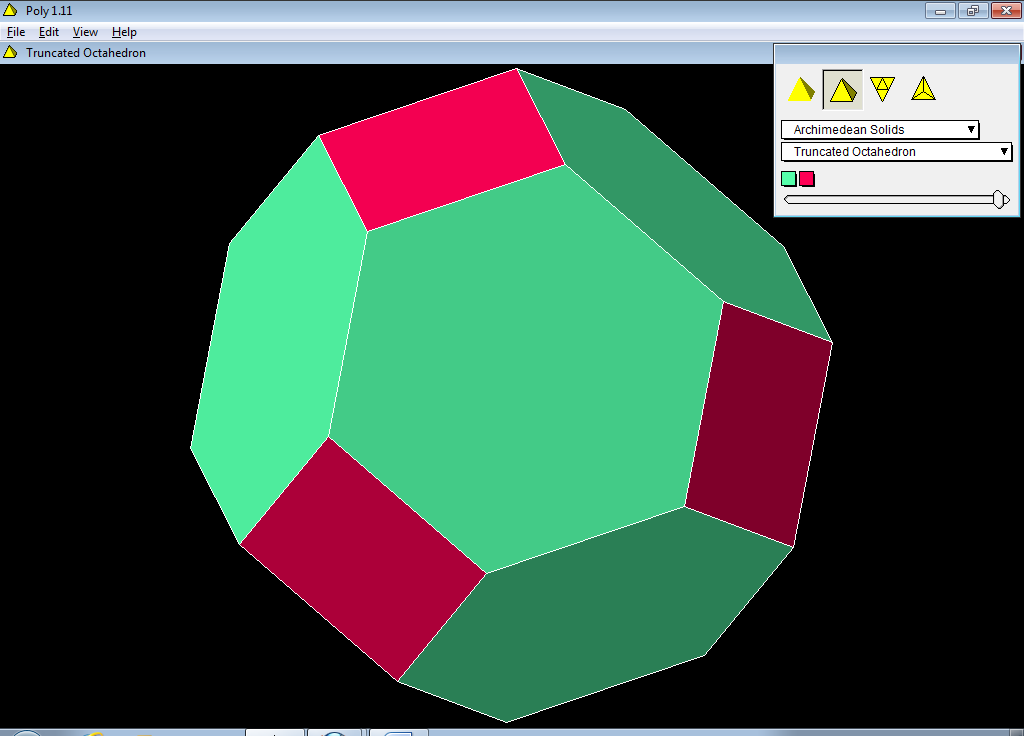 Poly 1.11
File Edit View Help
Truncated Octahedron
Archimedean Solids
Truncated Octahedron